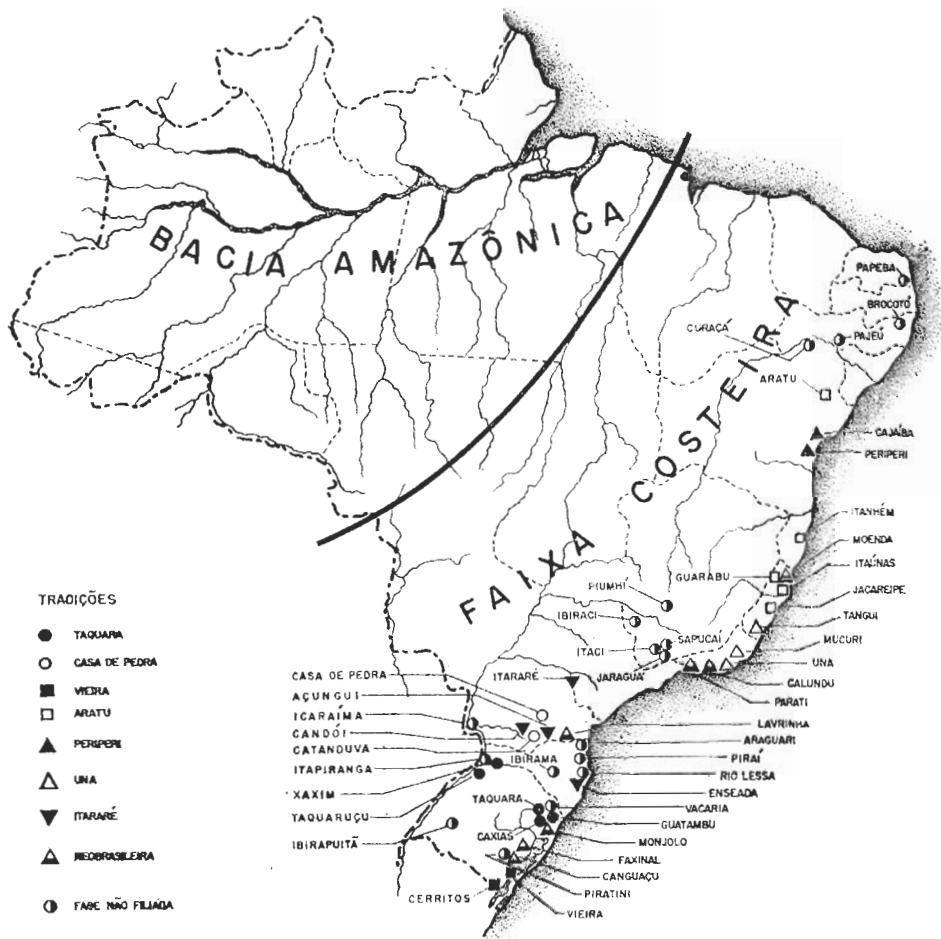 BACIA AMAZÔNICA
FAIXA COSTEIRA
PAPEBA
BROCOTÓ
CURAÇÁ
PAJEÚ
ARATU
CAJAÍBA
PERIPERI
ITANHÉM
MOENDA
GUARABU
ITAÚNAS
PIUMHI
JACAREIPE
IBIRACI
TANGUI
SAPUCAÍ
ITACI
MUCURI
UNA
JARAGUÁ
CALUNDU
PARATI
TRADIÇÕES
TAQUARA
CASA DE PEDRA
VIEIRA
ARATU
PERIPERI
UNA
ITARARÉ
NEOBRASILEIRA
FASE NÃO FILIADA
CASA DE PEDRA
ITARARÉ
AÇUNGUI
ICARAÍMA
LAVRINHA
CANDÓI
ARAGUARI
CATANDUVA
IBIRAMA
PIRAÍ
ITAPIRANGA
RIO LESSA
XAXIM
ENSEADA
TAQUARA
VACARIA
TAQUARUÇU
GUATAMBU
CAXIAS
MONJOLO
IBIRAPUITÃ
FAXINAL
CANGUAÇU
PIRATINI
CERRITOS
VIEIRA